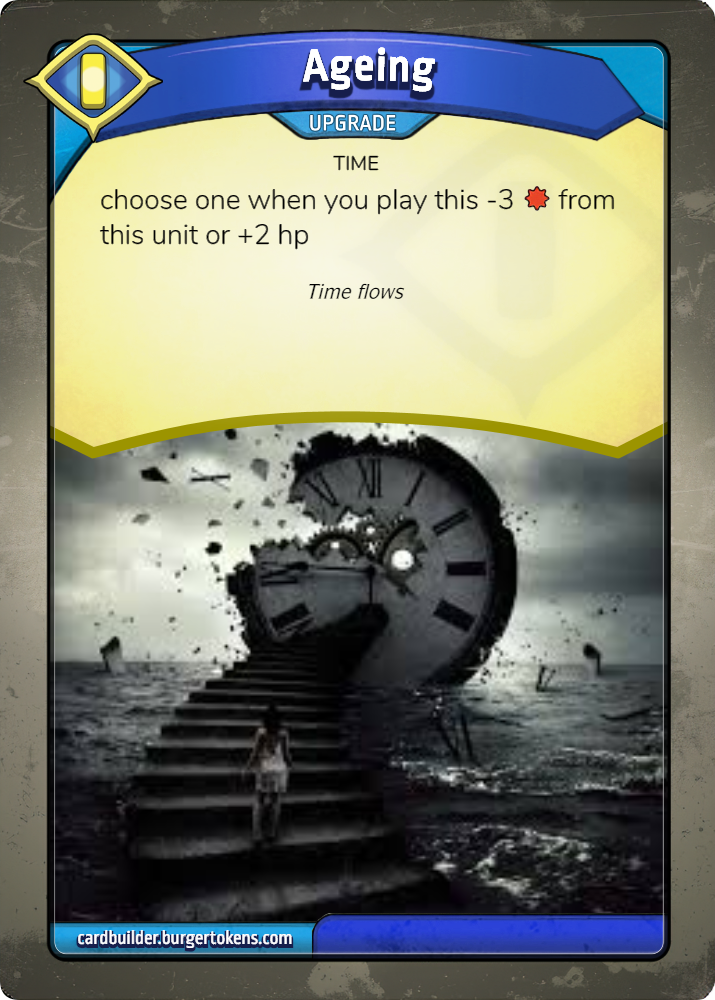 Ageing
UPGRADE
TIME
choose one when you play this -3 from
this unit or +2 hp
Time flows
XII
cardbuilder.burgertokens.com